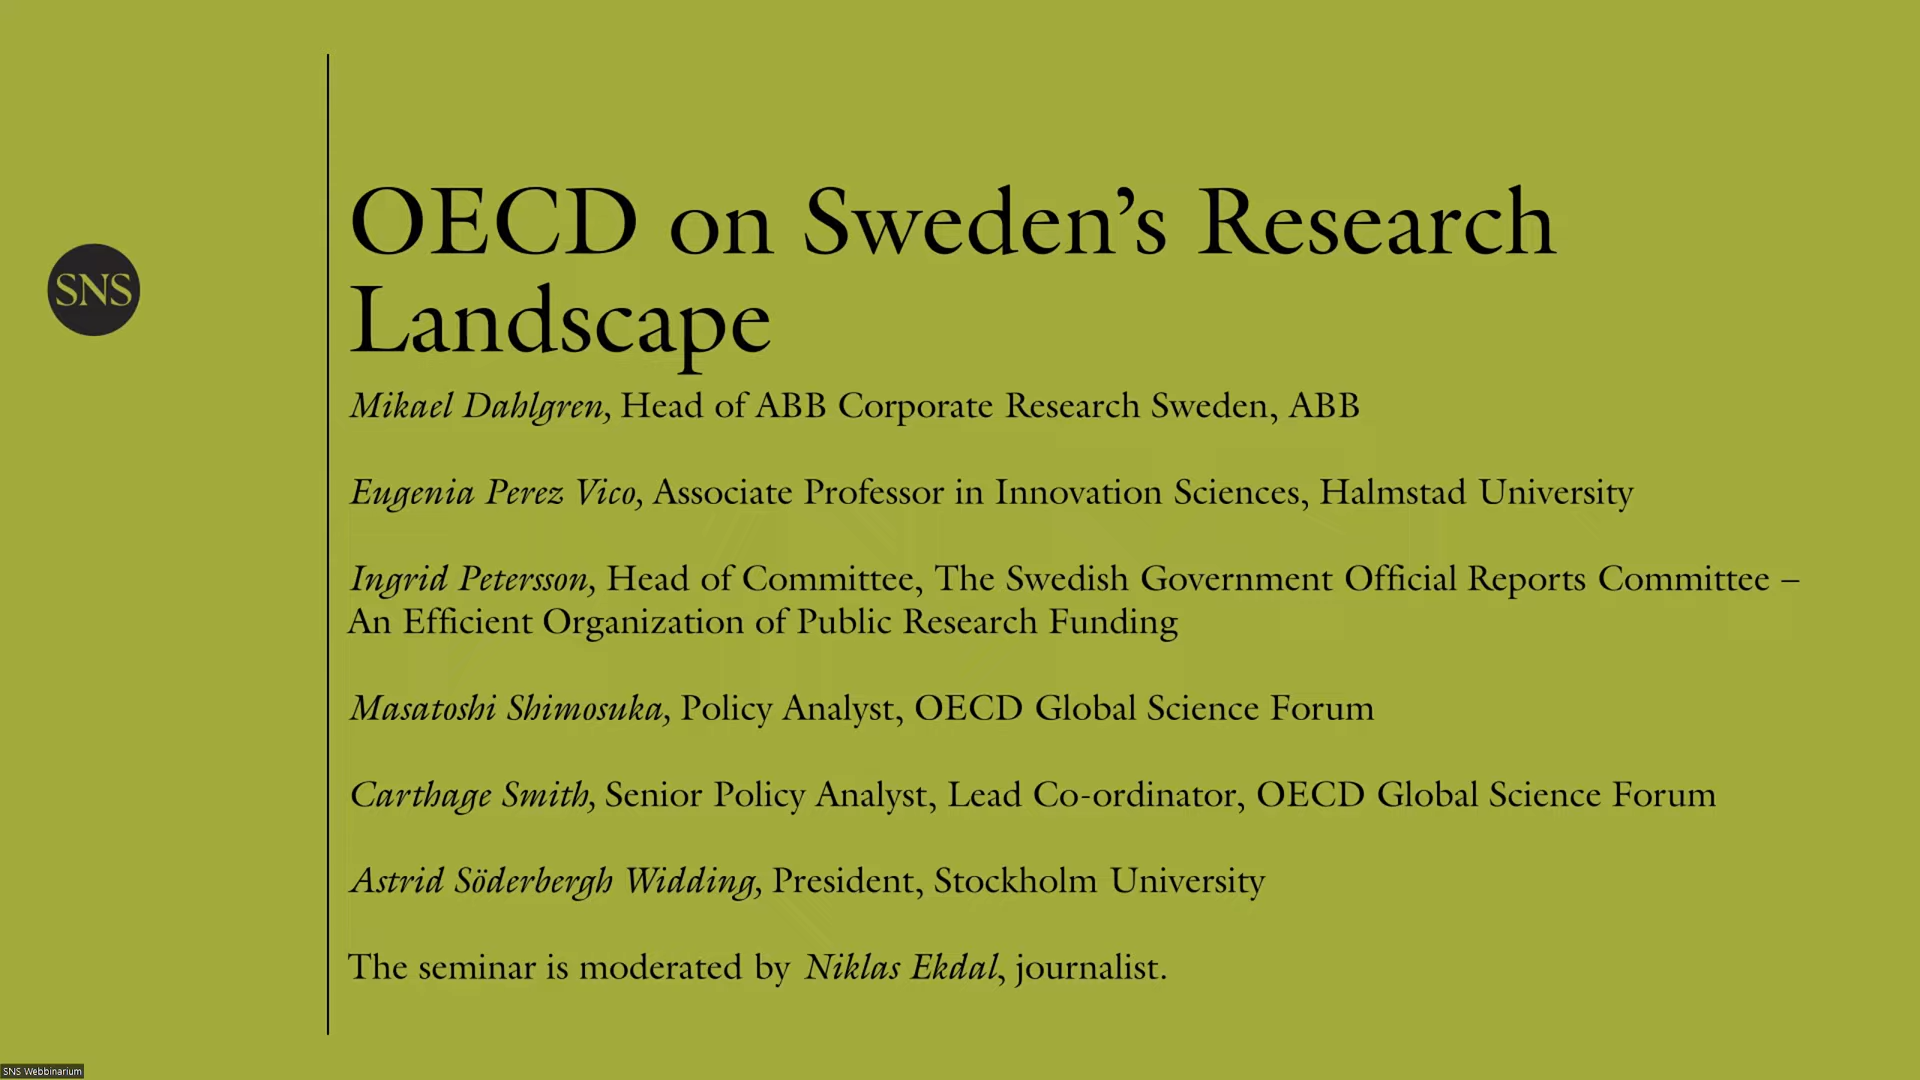 SNS
OECD on Sweden’s Research
Landscape
Mikael Dahlgren, Head of ABB Corporate Research Sweden, ABB
Eugenia Perez Vico, Associate Professor in Innovation Sciences, Halmstad University
Ingrid Petersson, Head of Committee, The Swedish Government Official Reports Committee –
An Efficient Organization of Public Research Funding
Masatoshi Shimosuka, Policy Analyst, OECD Global Science Forum
Carthage Smith, Senior Policy Analyst, Lead Co-ordinator, OECD Global Science Forum
Astrid Söderbergh Widding, President, Stockholm University
The seminar is moderated by Niklas Ekdal, journalist.
SNS Webbinarium